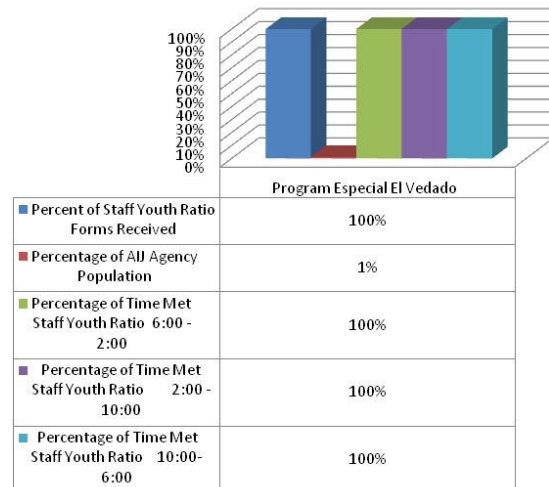 100%
90%
80%
70%
60%
50%
40%
30%
20%
10%
0%
Program Especial El Vedado
Percent of Staff Youth Ratio
Forms Received
100%
Percentage of AIJ Agency
Population
1%
Percentage of Time Met
Staff Youth Ratio 6:00 -
2:00
100%
Percentage of Time Met
Staff Youth Ratio 2:00 -
10:00
100%
Percentage of Time Met
Staff Youth Ratio 10:00-
6:00
100%